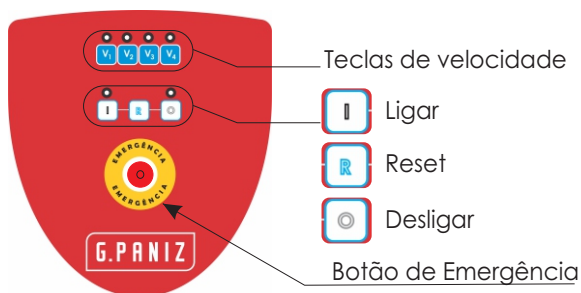 V1 V2 V3 V4
Teclas de velocidade
I R O
I Ligar
EMERGÊNCIA
R Reset
EMERGÊNCIA
O Desligar
G.PANIZ
Botão de Emergência